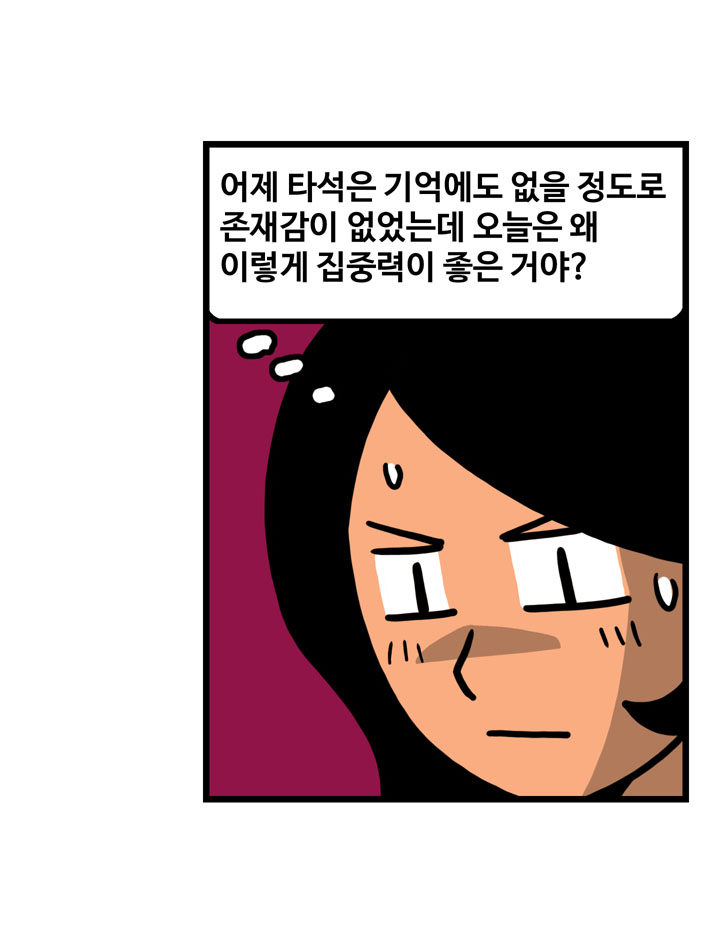 어제 타석은 기억에도 없을 정도로
존재감이 없었는데 오늘은 왜
이렇게 집중력이 좋은 거야?